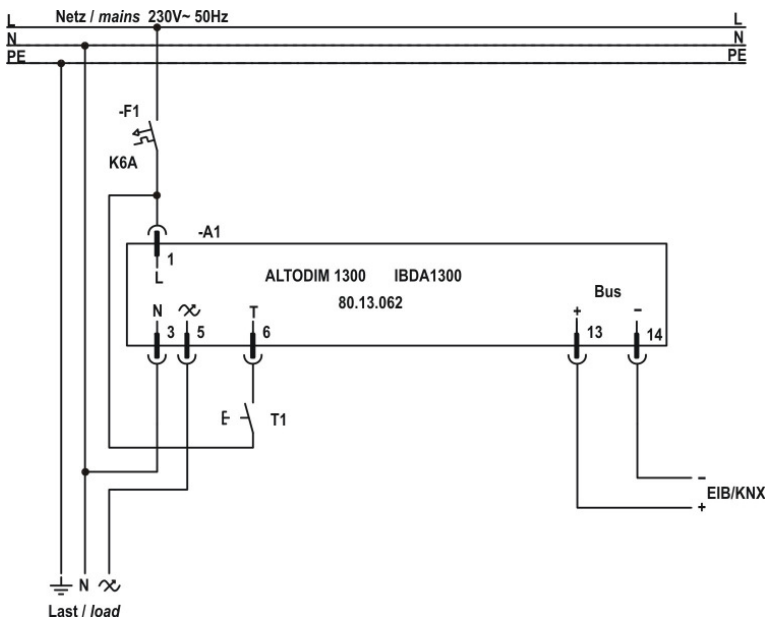 L Netz / mains 230V~ 50Hz L
N N
PE PE
-F1
K6A
-A1
1
L
ALTODIM 1300 IBDA1300
80.13.062
Bus
N T + -
3 5 6 13 14
T1
-
EIB/KNX
+
N
Last / load